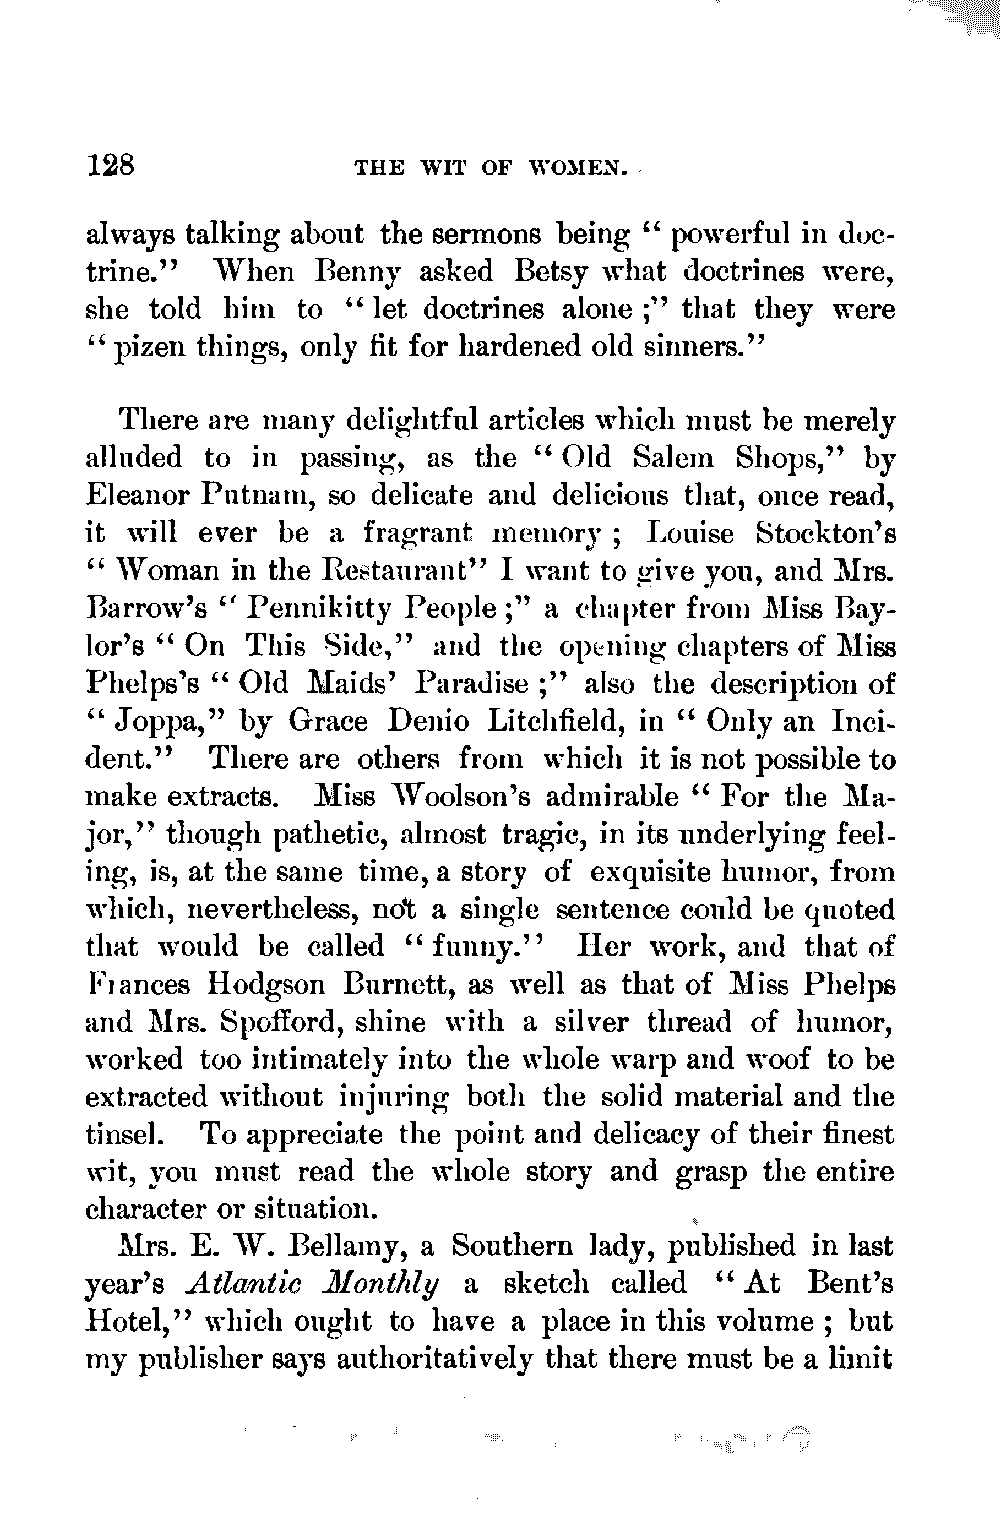 128 THE WIT OF WOMEN.
always talking about the sermons being “ powerful in doc-
trine.” When Benny asked Betsy what doctrines were,
she told him to “ let doctrines alone ;” that they were
“ pizen things, only fit for hardened old sinners.”
There are many delightful articles which must be merely
alluded to in passing, as the “ Old Salem Shops,” by
Eleanor Putnam, so delicate and delicious that, once read,
it will ever be a fragrant memory ; Louise Stockton’s
“ Woman in the Restaurant” I want to give you, and Mrs.
Barrow’s “ Pennikitty People ;” a chapter from Miss Bay-
lor’s “ On This Side,” and the opening chapters of Miss
Phelps’s “ Old Maids’ Paradise ;” also the description of
“ Joppa,” by Grace Denio Litchfield, in “ Only an Inci-
dent.” There are others from which it is not possible to
make extracts. Miss Woolson’s admirable “ For the Ma-
jor,” though pathetic, almost tragic, in its underlying feel-
ing, is, at the same time, a story of exquisite humor, from
which, nevertheless, not a single sentence could be quoted
that would be called “ funny.” Her work, and that of
Frances Hodgson Burnett, as well as that of Miss Phelps
and Mrs. Spofford, shine with a silver thread of humor,
worked too intimately into the whole warp and woof to be
extracted without injuring both the solid material and the
tinsel. To appreciate the point and delicacy of their finest
wit, you must read the whole story and grasp the entire
character or situation.
Mrs. E. W. Bellamy, a Southern lady, published in last
year’s Atlantic Monthly a sketch called “ At Bent’s
Hotel,” which ought to have a place in this volume ; but
my publisher says authoritatively that there must be a limit